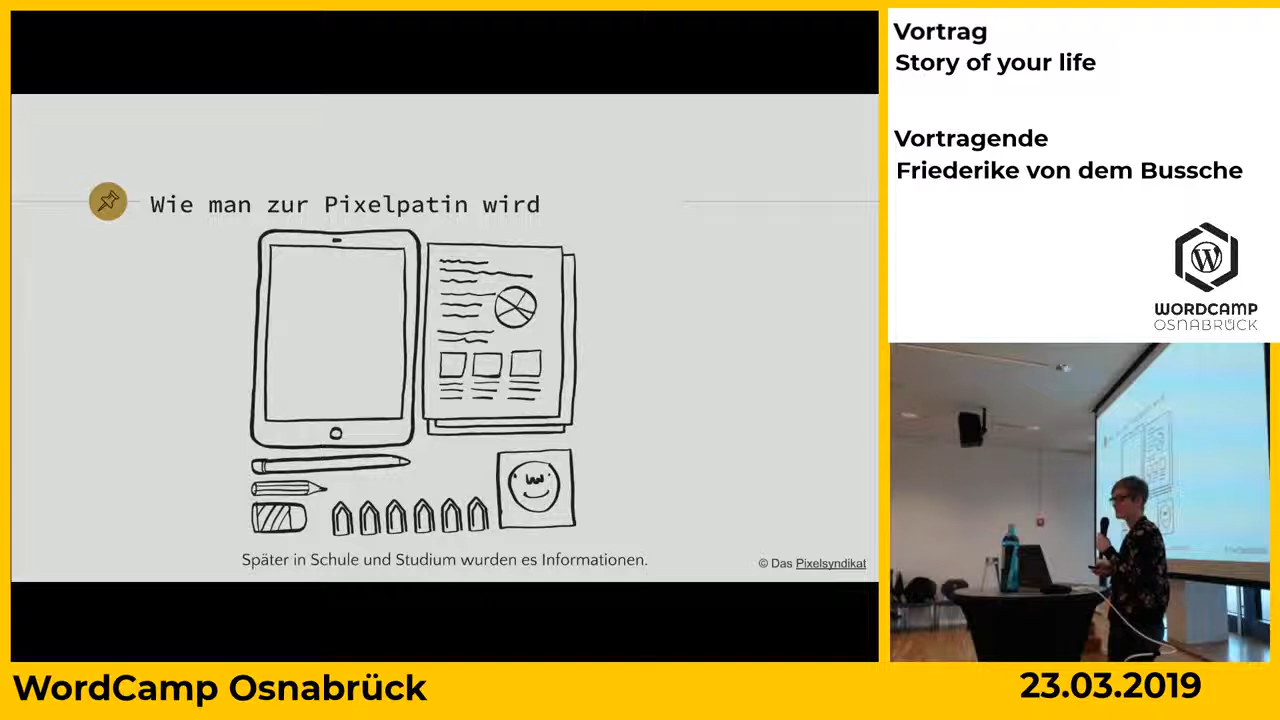 Wie man zur Pixelpatin wird
W
Später in Schule und Studium wurden es Informationen.
© Das Pixelsyndikat
Vortrag
Story of your life
Vortragende
Friederike von dem Bussche
W
WORDCAMP
OSNABRÜCK
WordCamp Osnabrück
23.03.2019